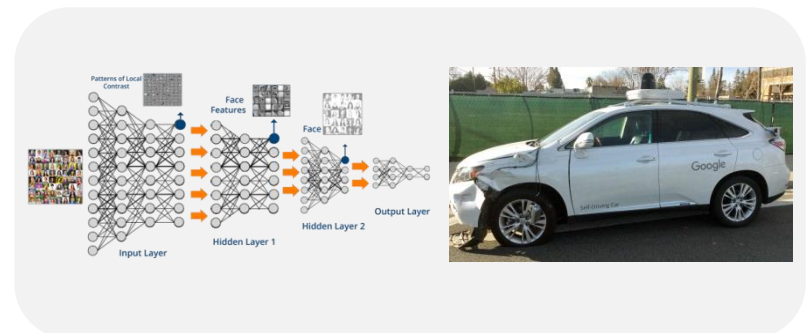 Patterns of Local
Contrast
Face
Features
Face
Output Layer
Hidden Layer 2
Hidden Layer 1
Input Layer
Google
Self-Driving Car